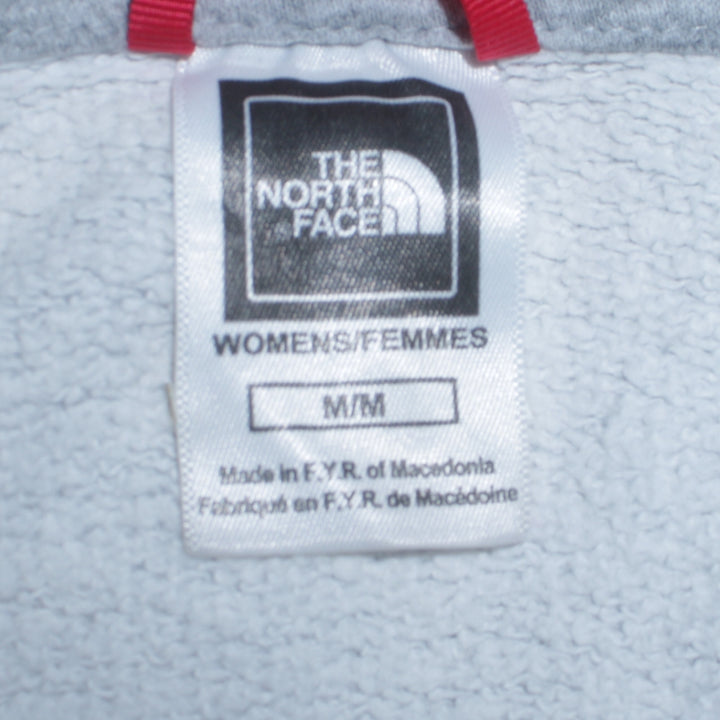 THE
NORTH
FACE
WOMENS/FEMMES
M/M
Made in F.Y.R. of Macedonia
Fabriqué en F.Y.R. de Macédoine